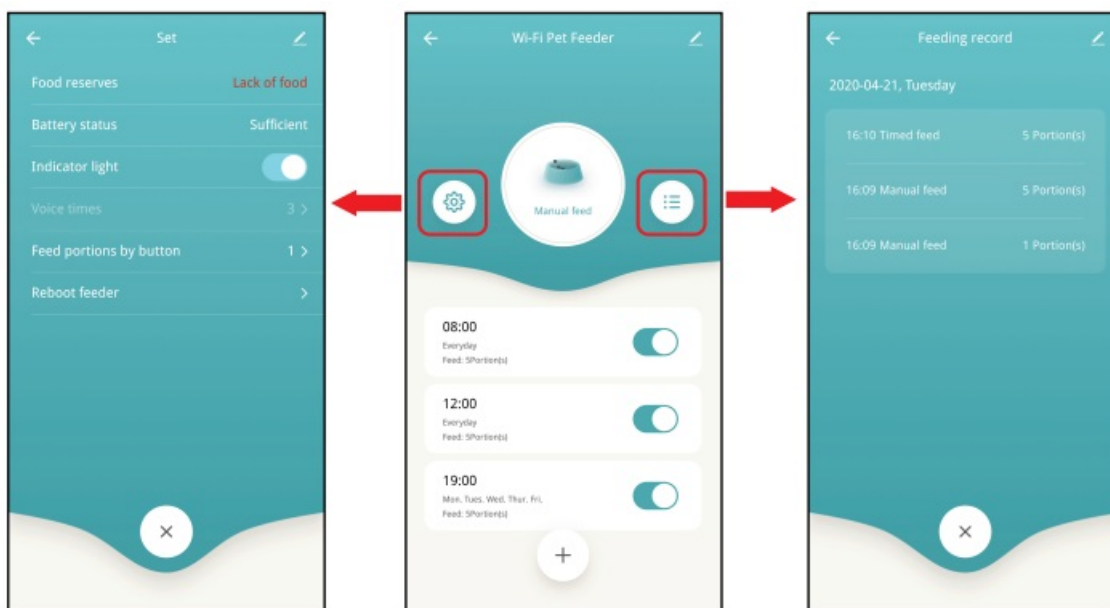 Set
Food reserves Lack of food
Battery status Sufficient
Indicator light
Voice times 3 >
Feed portions by button 1 >
Reboot feeder >
Wi-Fi Pet Feeder
Manual feed
08:00
Everyday
Feed: 5Portion(s)
12:00
Everyday
Feed: 5Portion(s)
19:00
Mon, Tues, Wed, Thur, Fri,
Feed: 5Portion(s)
Feeding record
2020-04-21, Tuesday
16:10 Timed feed 5 Portion(s)
16:09 Manual feed 5 Portion(s)
16:09 Manual feed 1 Portion(s)